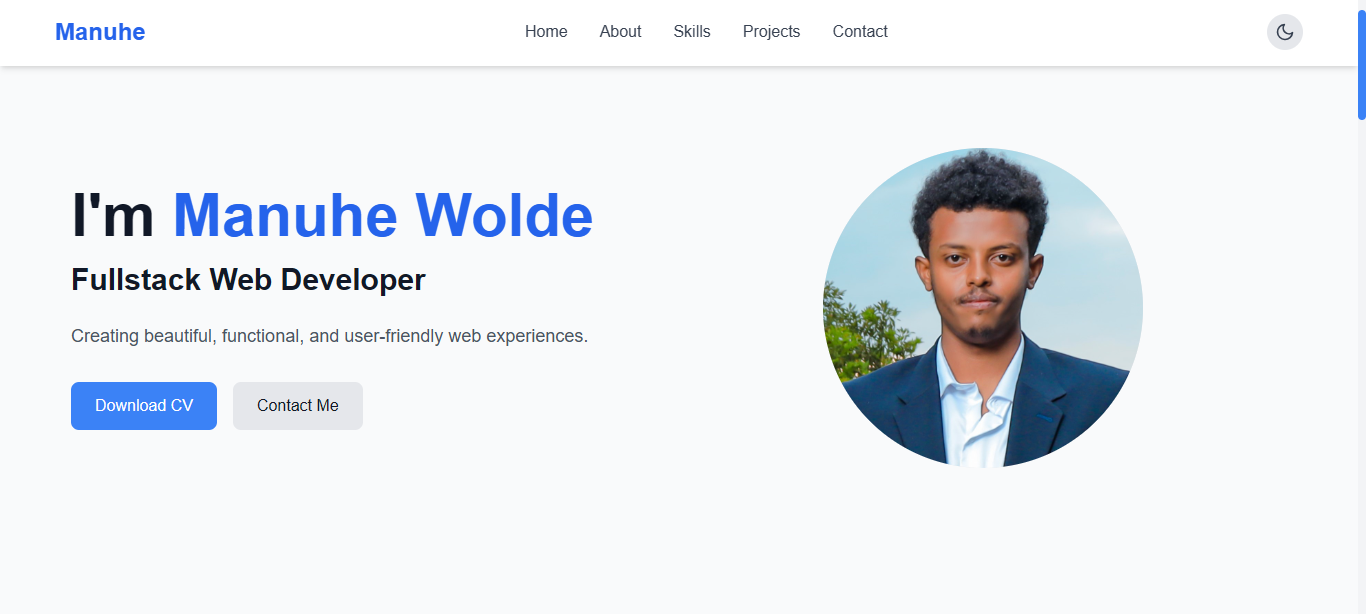 Manuhe
Home About Skills Projects Contact
I'm Manuhe Wolde
Fullstack Web Developer
Creating beautiful, functional, and user-friendly web experiences.
Download CV Contact Me